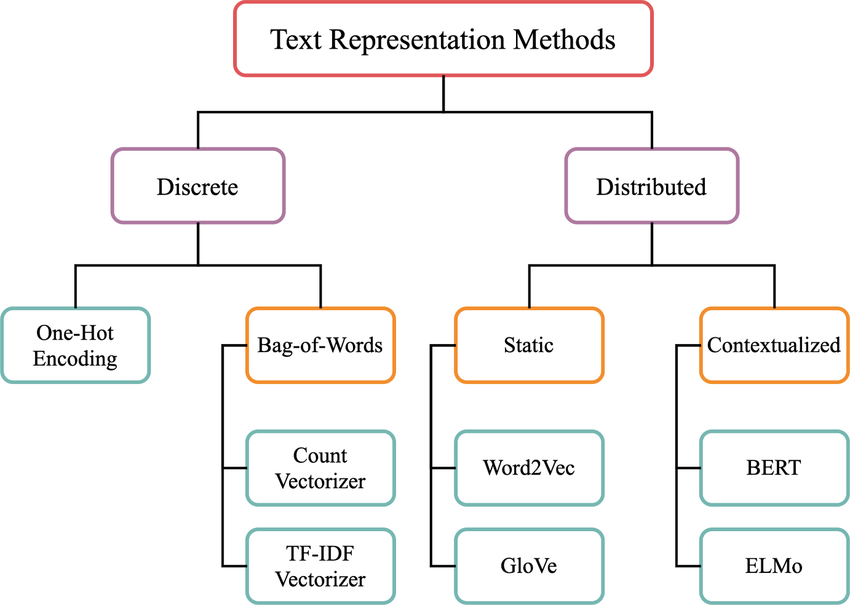 Text Representation Methods
Discrete
Distributed
One-Hot
Encoding
Bag-of-Words
Static
Contextualized
Count
Vectorizer
Word2Vec
BERT
TF-IDF
Vectorizer
GloVe
ELMo